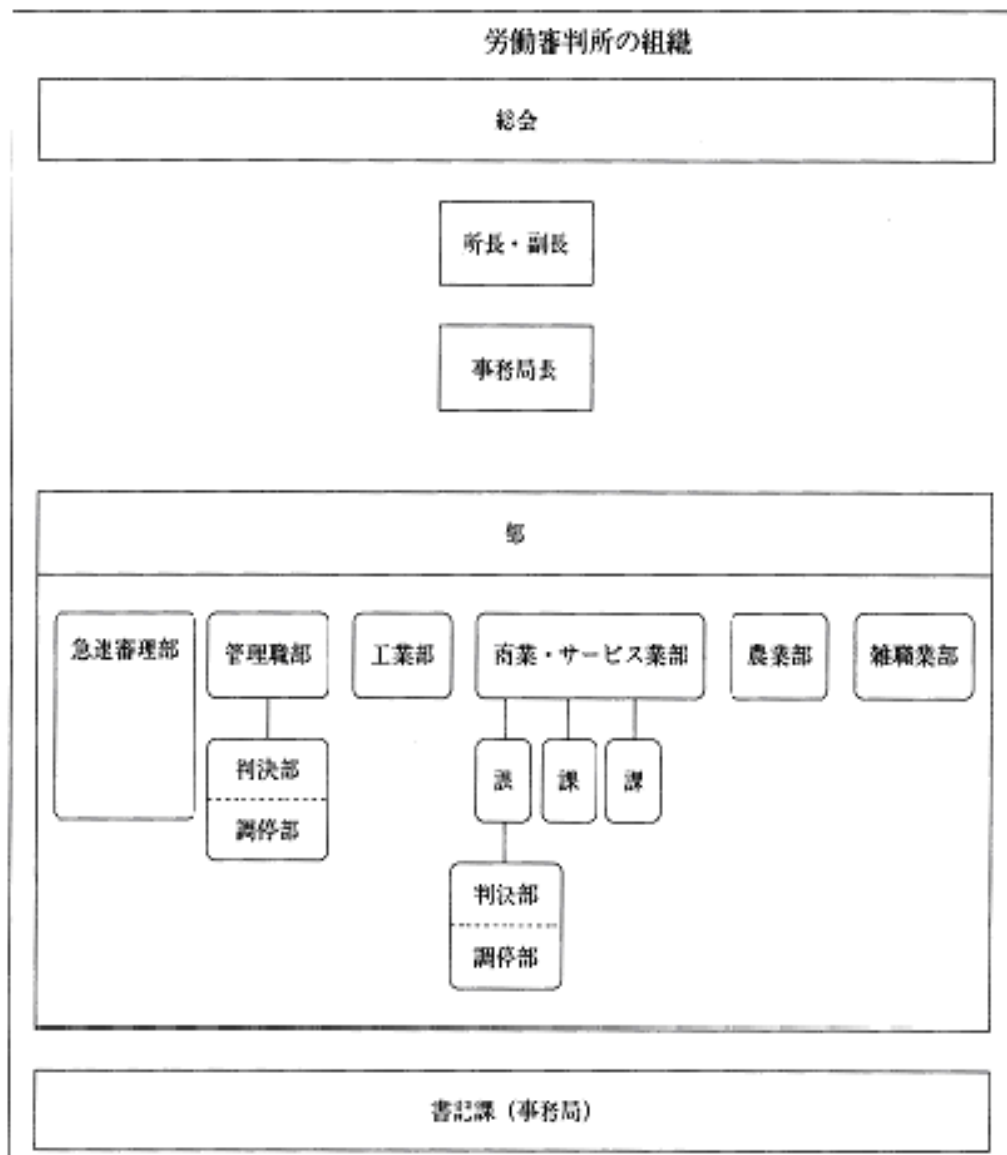 労働審判所の組織
総会
所長・副長
事務局長
部
急速審理部 管理職部 工業部 商業・サービス業部 農業部 雑職業部
判決部
調停部
課 課 課
判決部
調停部
書記課（事務局）